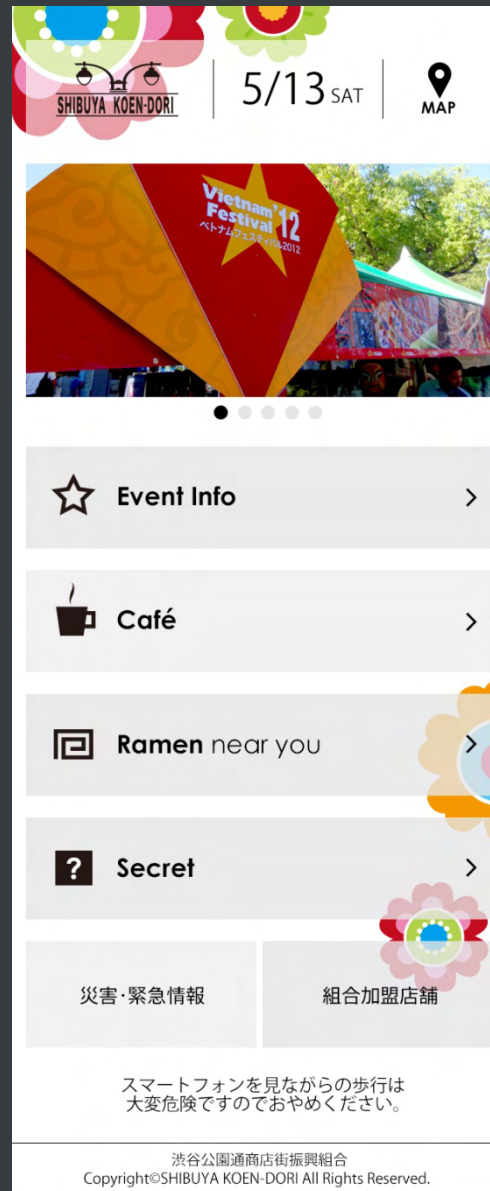 SHIBUYA KOEN-DORI
5/13 SAT
MAP
Vietnam
Festival '12
ベトナムフェスティバル2012
Event Info
Café
Ramen near you
?
Secret
災害·緊急情報
組合加盟店舗
スマートフォンを見ながらの歩行は
大変危険ですのでおやめください。
渋谷公園通商店街振興組合
Copyright©SHIBUYA KOEN-DORI All Rights Reserved.